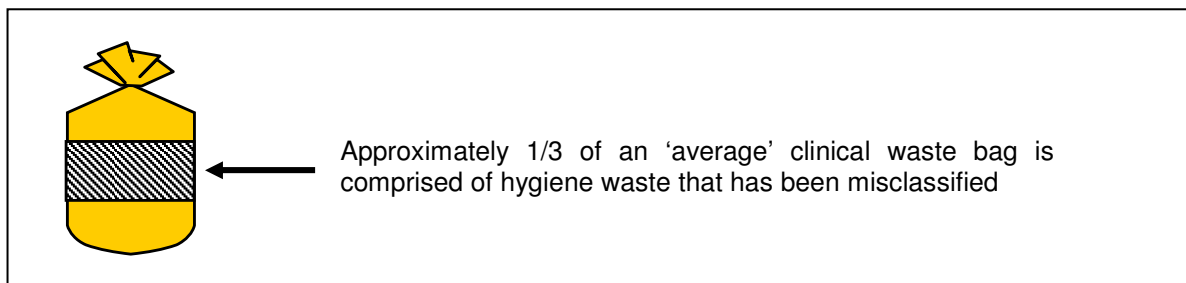 Approximately 1/3 of an ‘average’ clinical waste bag is
comprised of hygiene waste that has been misclassified